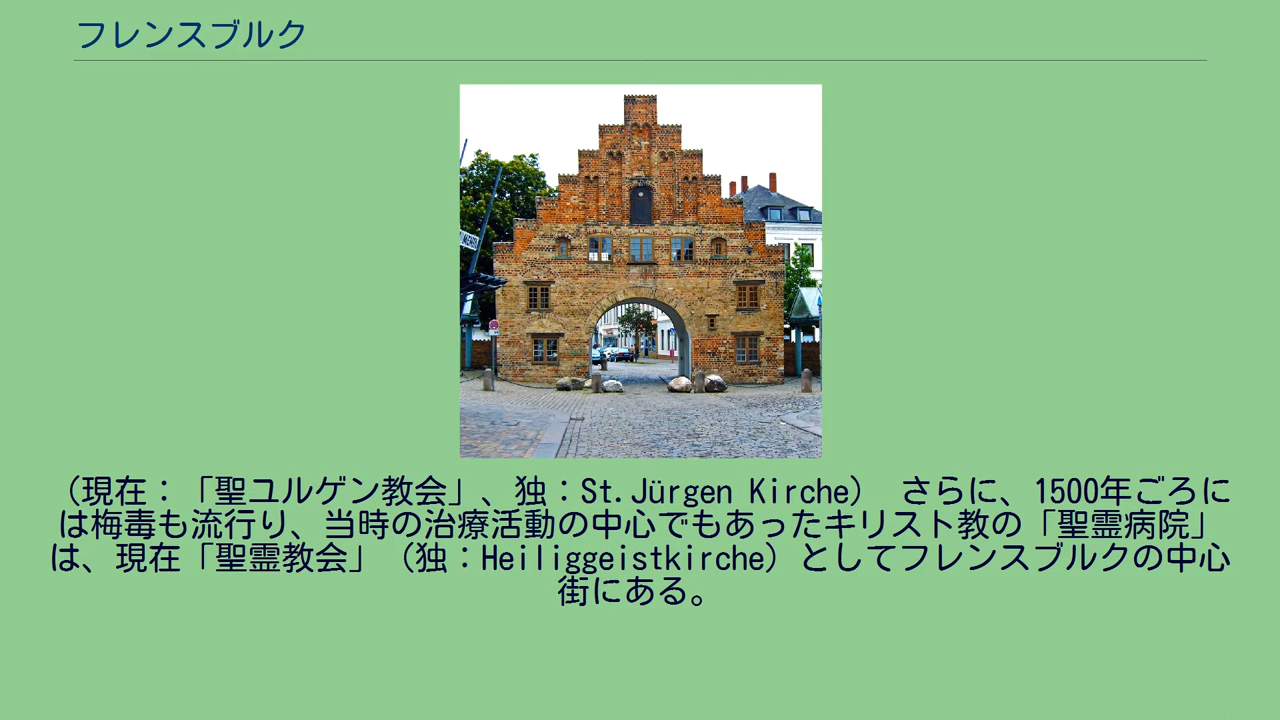 フレンスブルク
（現在：「聖ユルゲン教会」、独：St.Jürgen Kirche） さらに、1500年ごろに
は梅毒も流行り、当時の治療活動の中心でもあったキリスト教の「聖霊病院」
は、現在「聖霊教会」（独：Heiliggeistkirche）としてフレンスブルクの中心
街にある。